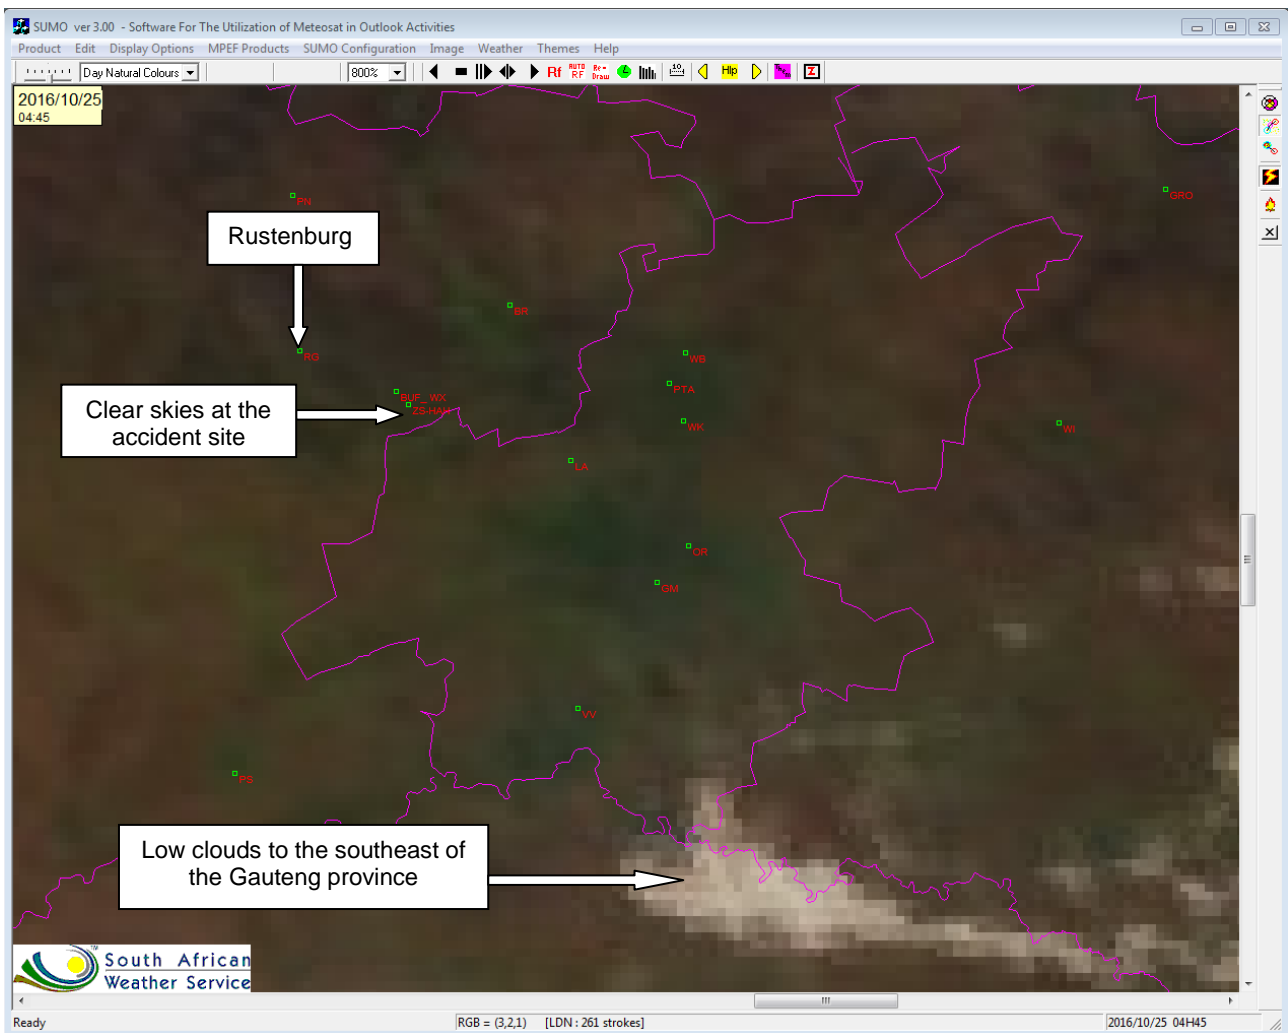 SUMO ver 3.00 - Software For The Utilization of Meteosat in Outlook Activities
Product Edit Display Options MPEF Products SUMO Configuration Image Weather Themes Help
Day Natural Colours 800% Rf AUTO RF Re-Draw 10 Hlp Z
2016/10/25
04:45
PN
GRO
Rustenburg
BR
RG
WB
PTA
BUF_WX
ZS-HAH
Clear skies at the
accident site
WK
WI
LA
OR
GM
VV
PS
Low clouds to the southeast of
the Gauteng province
South African
Weather Service
TM
Ready RGB = (3,2,1) [LDN : 261 strokes] 2016/10/25 04H45